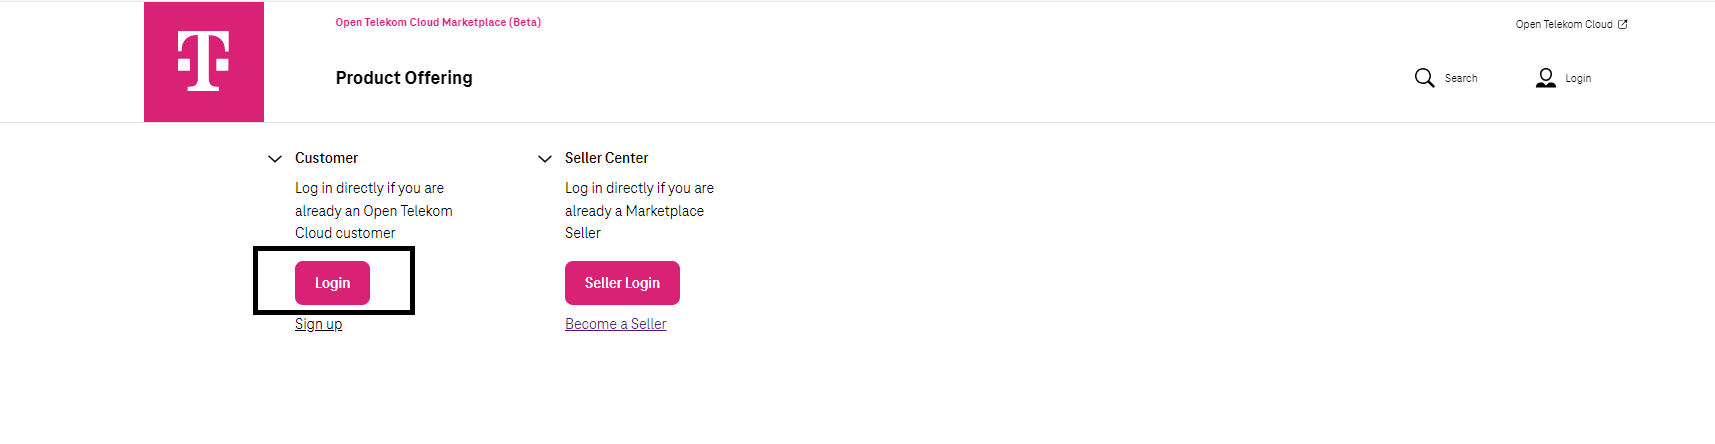 Open Telekom Cloud Marketplace (Beta)
Open Telekom Cloud
T
Product Offering
Search
Login
Customer
Log in directly if you are
already an Open Telekom
Cloud customer
Login
Sign up
Seller Center
Log in directly if you are
already a Marketplace
Seller
Seller Login
Become a Seller